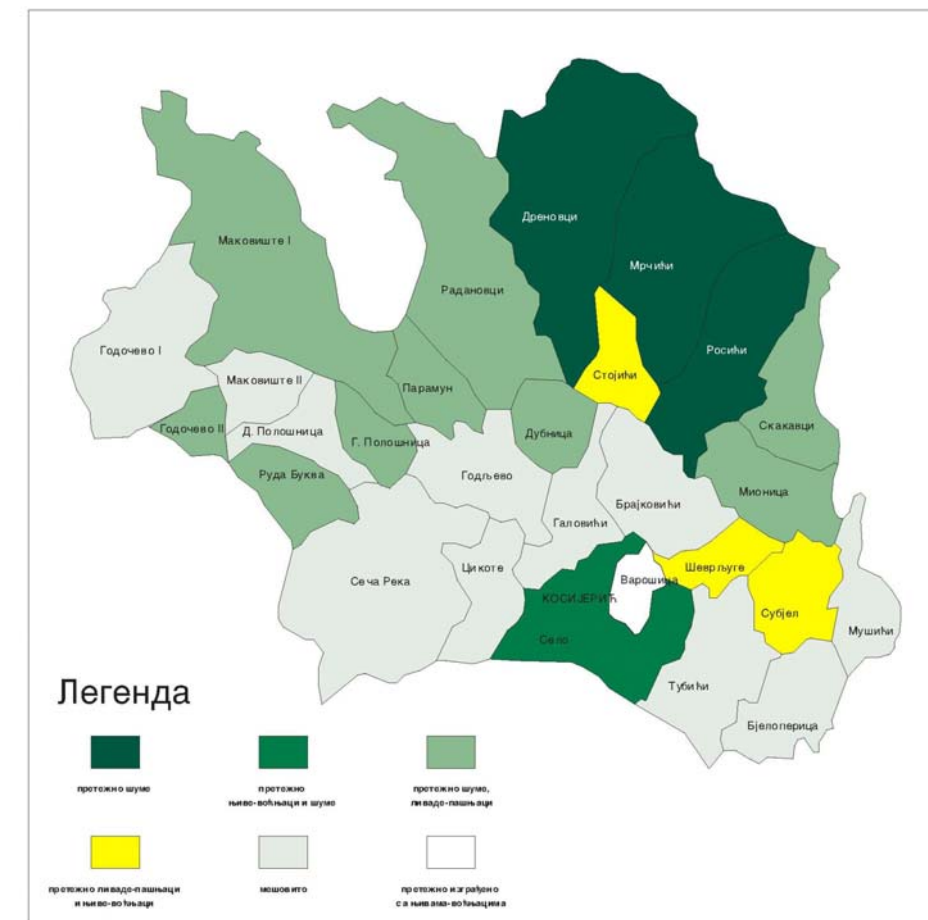 Дреновци
Мрчићи
Маковиште I
Радановци
Годочево I
Росићи
Стојићи
Маковиште II
Парамун
Скакавци
Годочево II
Д. Полошница
Г. Полошница
Дубница
Руда Буква
Годљево
Мионица
Брајковићи
Галовићи
Сеча Река
Цикоте
Шеврљуге
Варошица
КОСИЈЕРИЋ
Село
Субјел
Мушићи
Тубићи
Бјелоперица
Легенда
претежно шуме
претежно
њиве-воћњаци и шуме
претежно шуме,
ливаде-пашњаци
претежно ливаде-пашњаци
и њиве-воћњаци
мешовито
претежно изграђено
са њивама-воћњацима